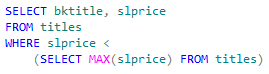 SELECT bktitle, slprice
FROM titles
WHERE slprice <
(SELECT MAX(slprice) FROM titles)